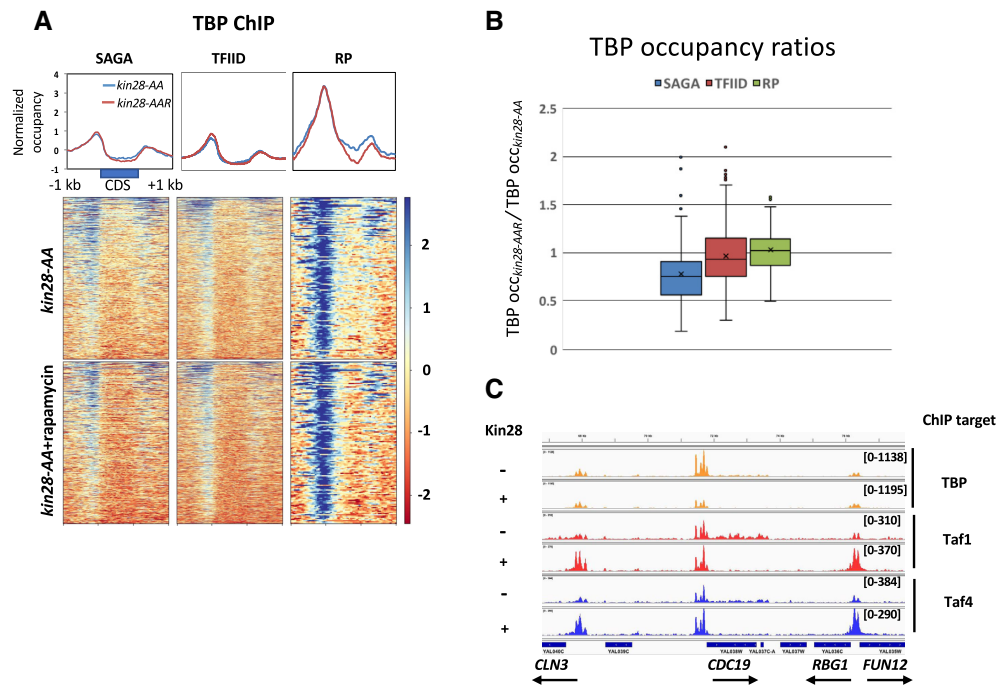 A
TBP ChIP
SAGA TFIID RP
Normalized occupancy
4
3
2
1
0
-1
kin28-AA
kin28-AAR
-1 kb CDS +1 kb
kin28-AA
kin28-AA+rapamycin
2
1
0
-1
-2
B
TBP occupancy ratios
SAGA TFIID RP
TBP occkin28-AAR / TBP occkin28-AA
2.5
2
1.5
1
0.5
0
C
Kin28
ChIP target
- [0-1138]
+ [0-1195]
TBP
- [0-310]
+ [0-370]
Taf1
- [0-384]
+ [0-290]
Taf4
YAL040C YAL039C YAL038W YAL037C-A YAL037W YAL036C YAL035W
CLN3 CDC19 RBG1 FUN12